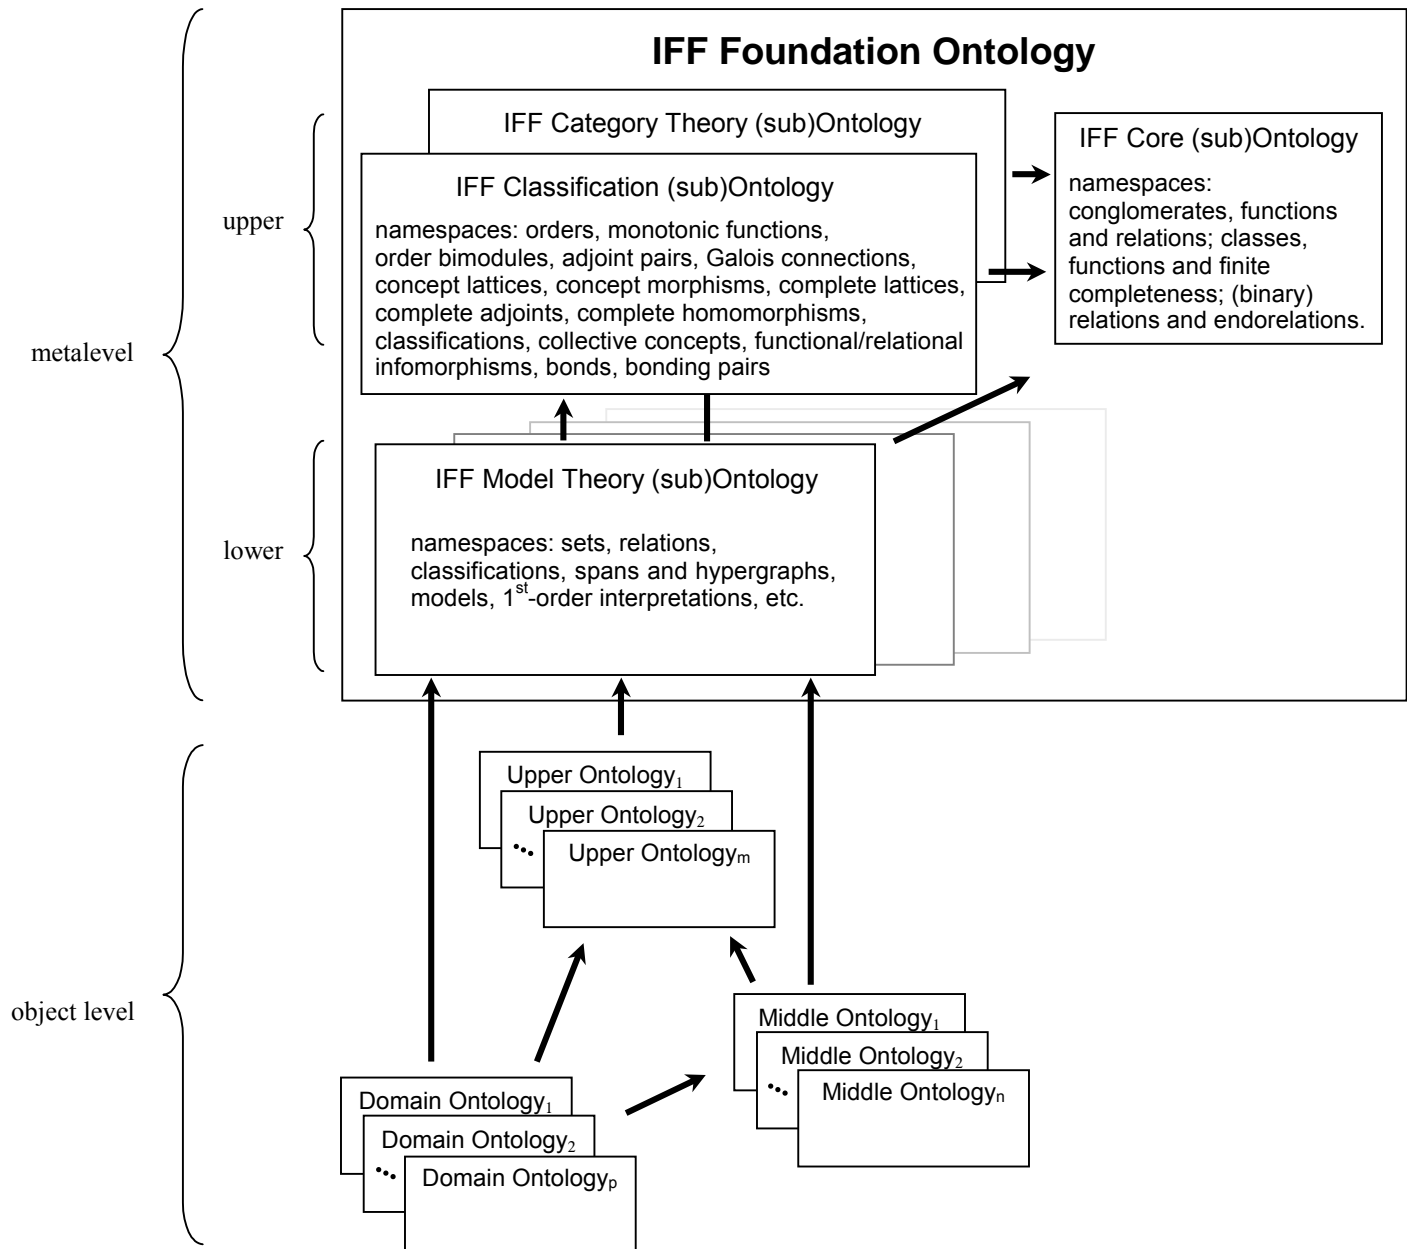 IFF Foundation Ontology
IFF Category Theory (sub)Ontology
IFF Core (sub)Ontology
namespaces:
conglomerates, functions
and relations; classes,
functions and finite
completeness; (binary)
relations and endorelations.
IFF Classification (sub)Ontology
namespaces: orders, monotonic functions,
order bimodules, adjoint pairs, Galois connections,
concept lattices, concept morphisms, complete lattices,
complete adjoints, complete homomorphisms,
classifications, collective concepts, functional/relational
infomorphisms, bonds, bonding pairs
upper
metalevel
lower
IFF Model Theory (sub)Ontology
namespaces: sets, relations,
classifications, spans and hypergraphs,
models, 1st-order interpretations, etc.
object level
Upper Ontology1
Upper Ontology2
Upper Ontologym
Middle Ontology1
Middle Ontology2
Middle Ontologyn
Domain Ontology1
Domain Ontology2
Domain Ontologyp